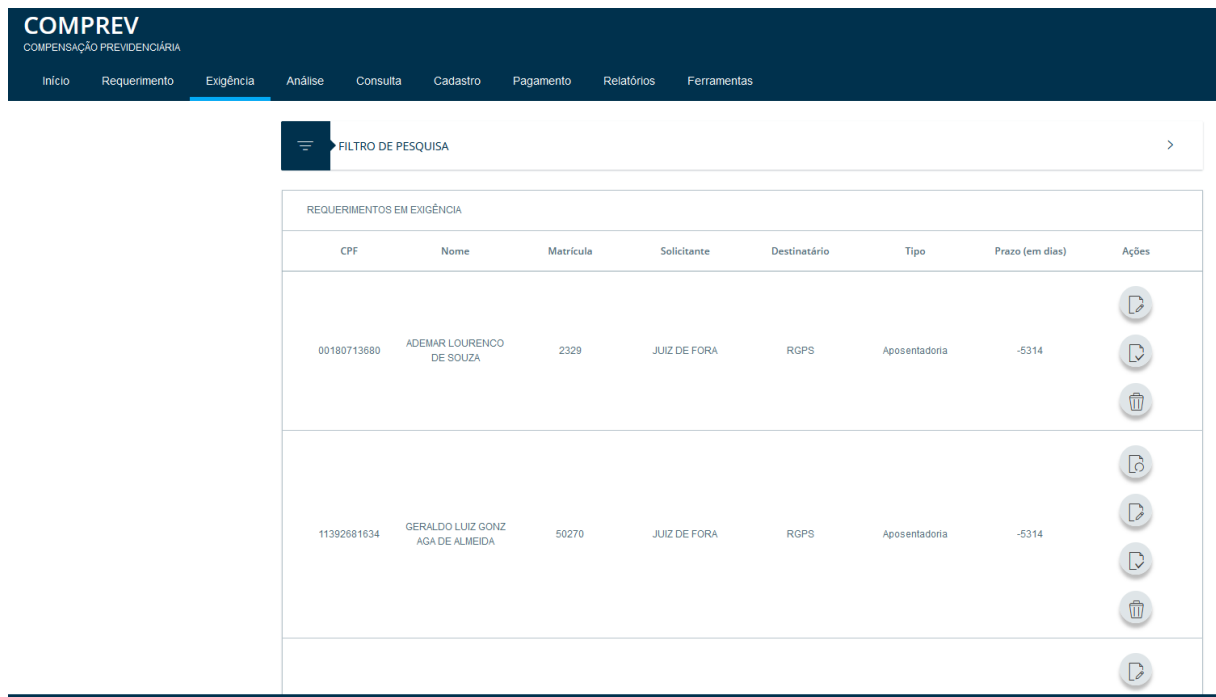 COMPREV
COMPENSAÇÃO PREVIDENCIÁRIA
Início Requerimento Exigência Análise Consulta Cadastro Pagamento Relatórios Ferramentas
FILTRO DE PESQUISA
REQUERIMENTOS EM EXIGÊNCIA
CPF Nome Matrícula Solicitante Destinatário Tipo Prazo (em dias) Ações
00180713680 ADEMAR LOURENCO DE SOUZA 2329 JUIZ DE FORA RGPS Aposentadoria -5314
11392681634 GERALDO LUIZ GONZ AGA DE ALMEIDA 50270 JUIZ DE FORA RGPS Aposentadoria -5314